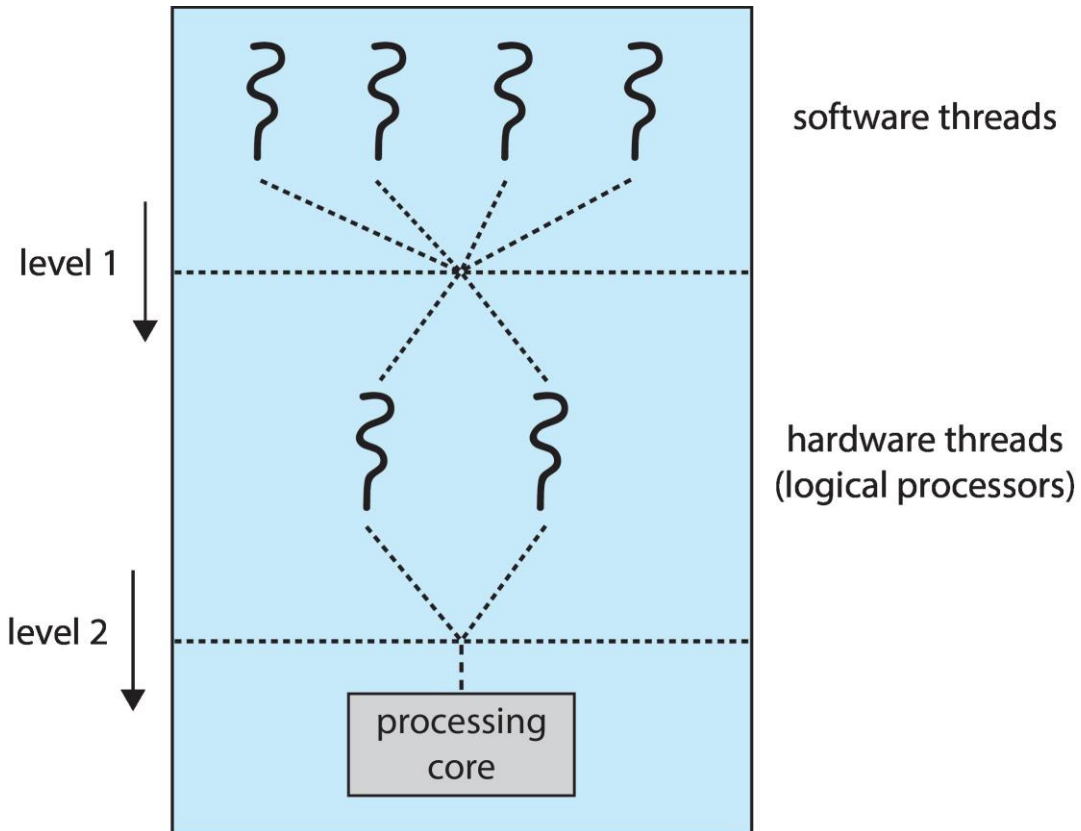 software threads
level 1
hardware threads
(logical processors)
level 2
processing
core